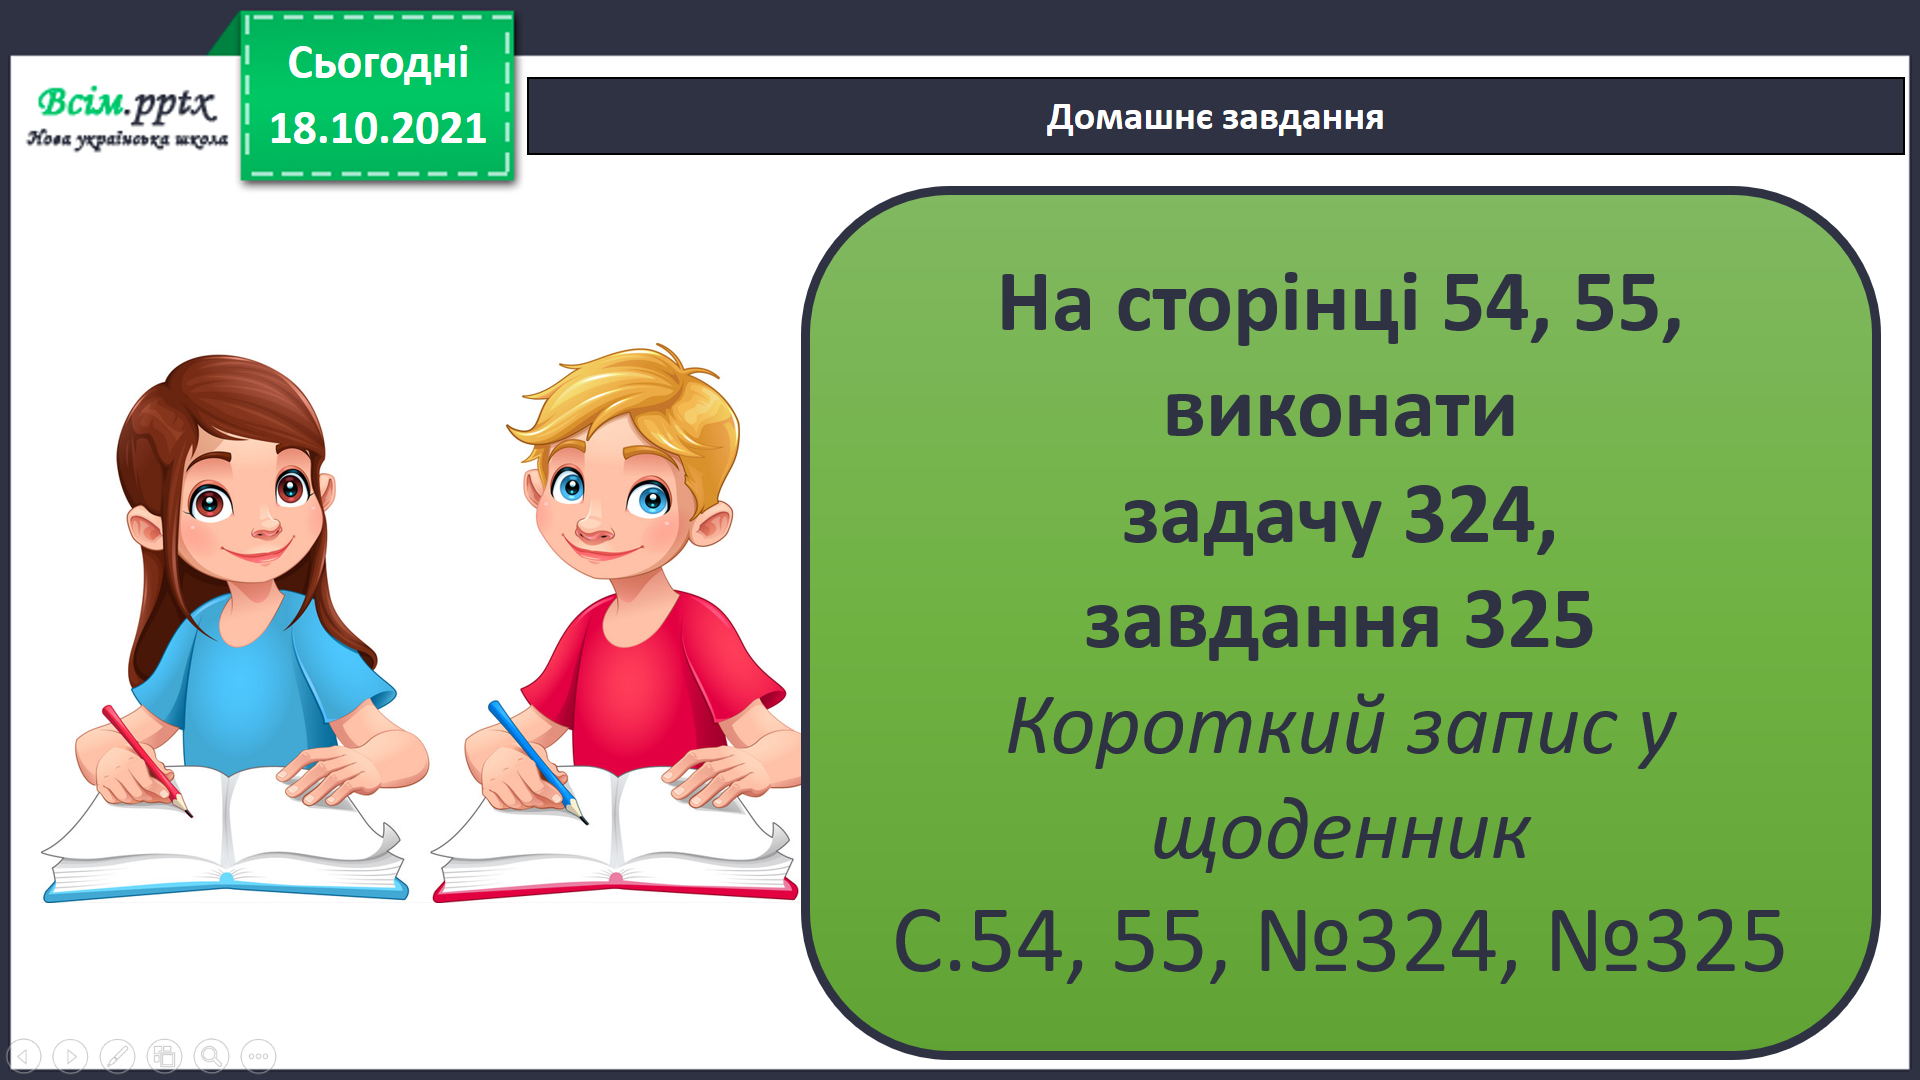 Сьогодні
18.10.2021
Всім.pptx
Нова українська школа
Домашнє завдання
На сторінці 54, 55,
виконати
задачу 324,
завдання 325
Короткий запис у
щоденник
С.54, 55, №324, №325